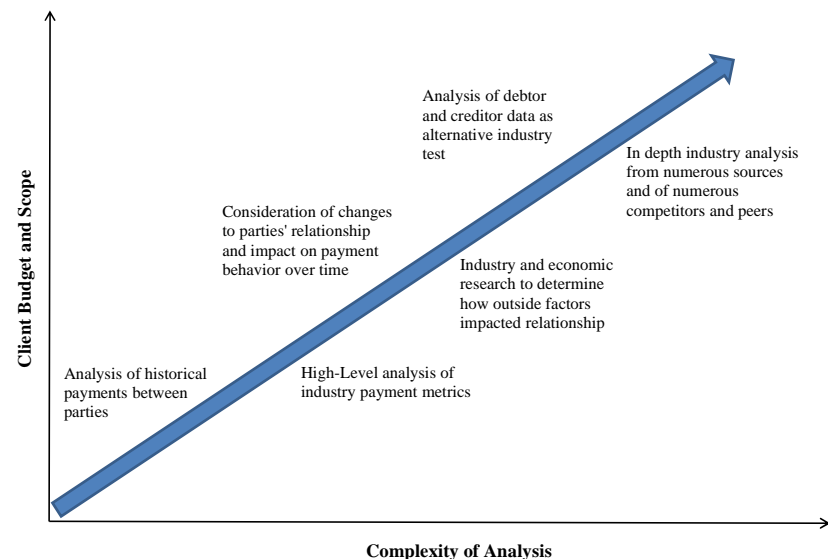 Analysis of debtor
and creditor data as
alternative industry
test
In depth industry analysis
from numerous sources
and of numerous
competitors and peers
Consideration of changes
to parties' relationship
and impact on payment
behavior over time
Industry and economic
research to determine
how outside factors
impacted relationship
Analysis of historical
payments between
parties
High-Level analysis of
industry payment metrics
Client Budget and Scope
Complexity of Analysis